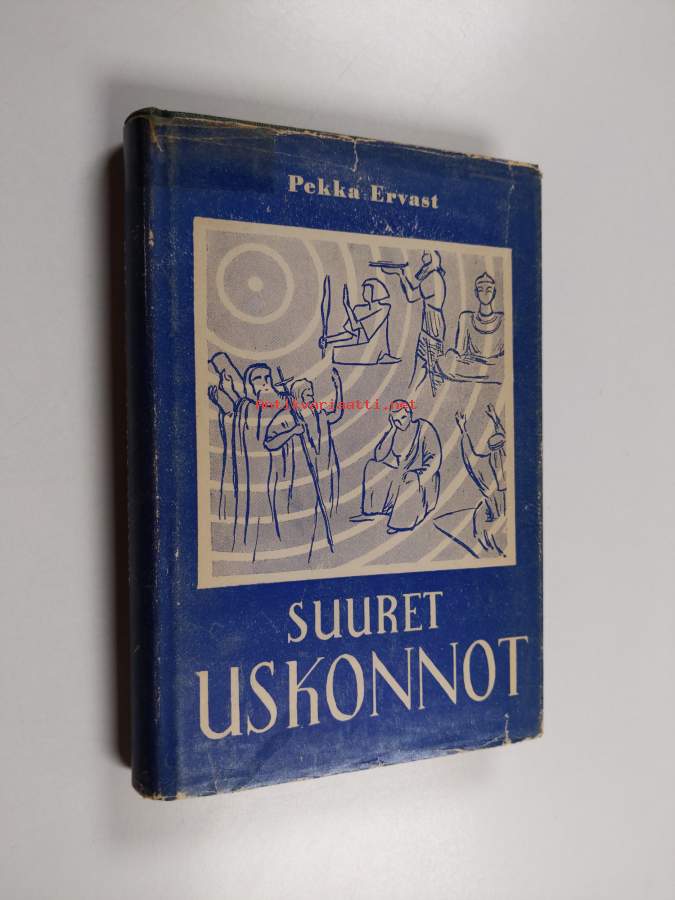 Pekka Ervast
Antikvariaatti.net
SUURET
USKONNOT